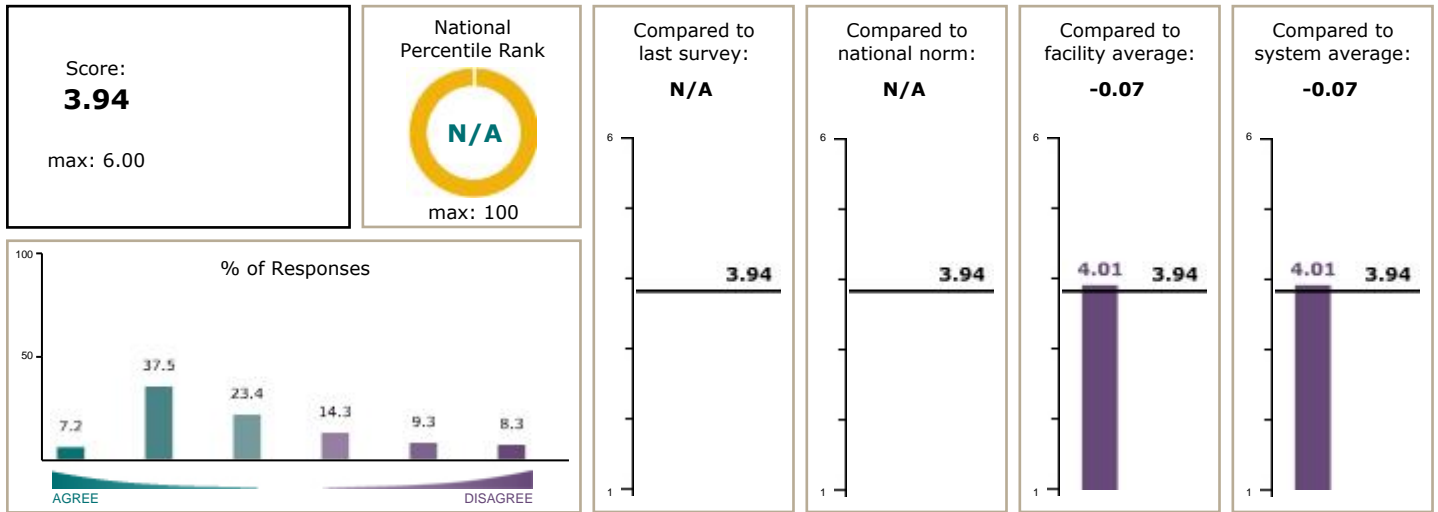 Score:
3.94
max: 6.00
National
Percentile Rank
N/A
max: 100
% of Responses
100
50
7.2
37.5
23.4
14.3
9.3
8.3
AGREE
DISAGREE
Compared to
last survey:
N/A
6
3.94
1
Compared to
national norm:
N/A
6
3.94
1
Compared to
facility average:
-0.07
6
4.01 3.94
1
Compared to
system average:
-0.07
6
4.01 3.94
1